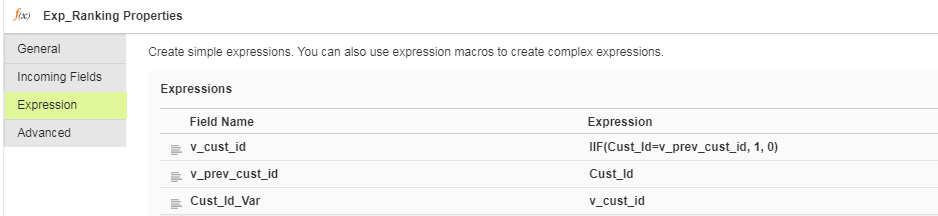 f(x) Exp_Ranking Properties
General
Incoming Fields
Expression
Advanced
Create simple expressions. You can also use expression macros to create complex expressions.
Expressions
Field Name Expression
v_cust_id IIF(Cust_Id=v_prev_cust_id, 1, 0)
v_prev_cust_id Cust_Id
Cust_Id_Var v_cust_id